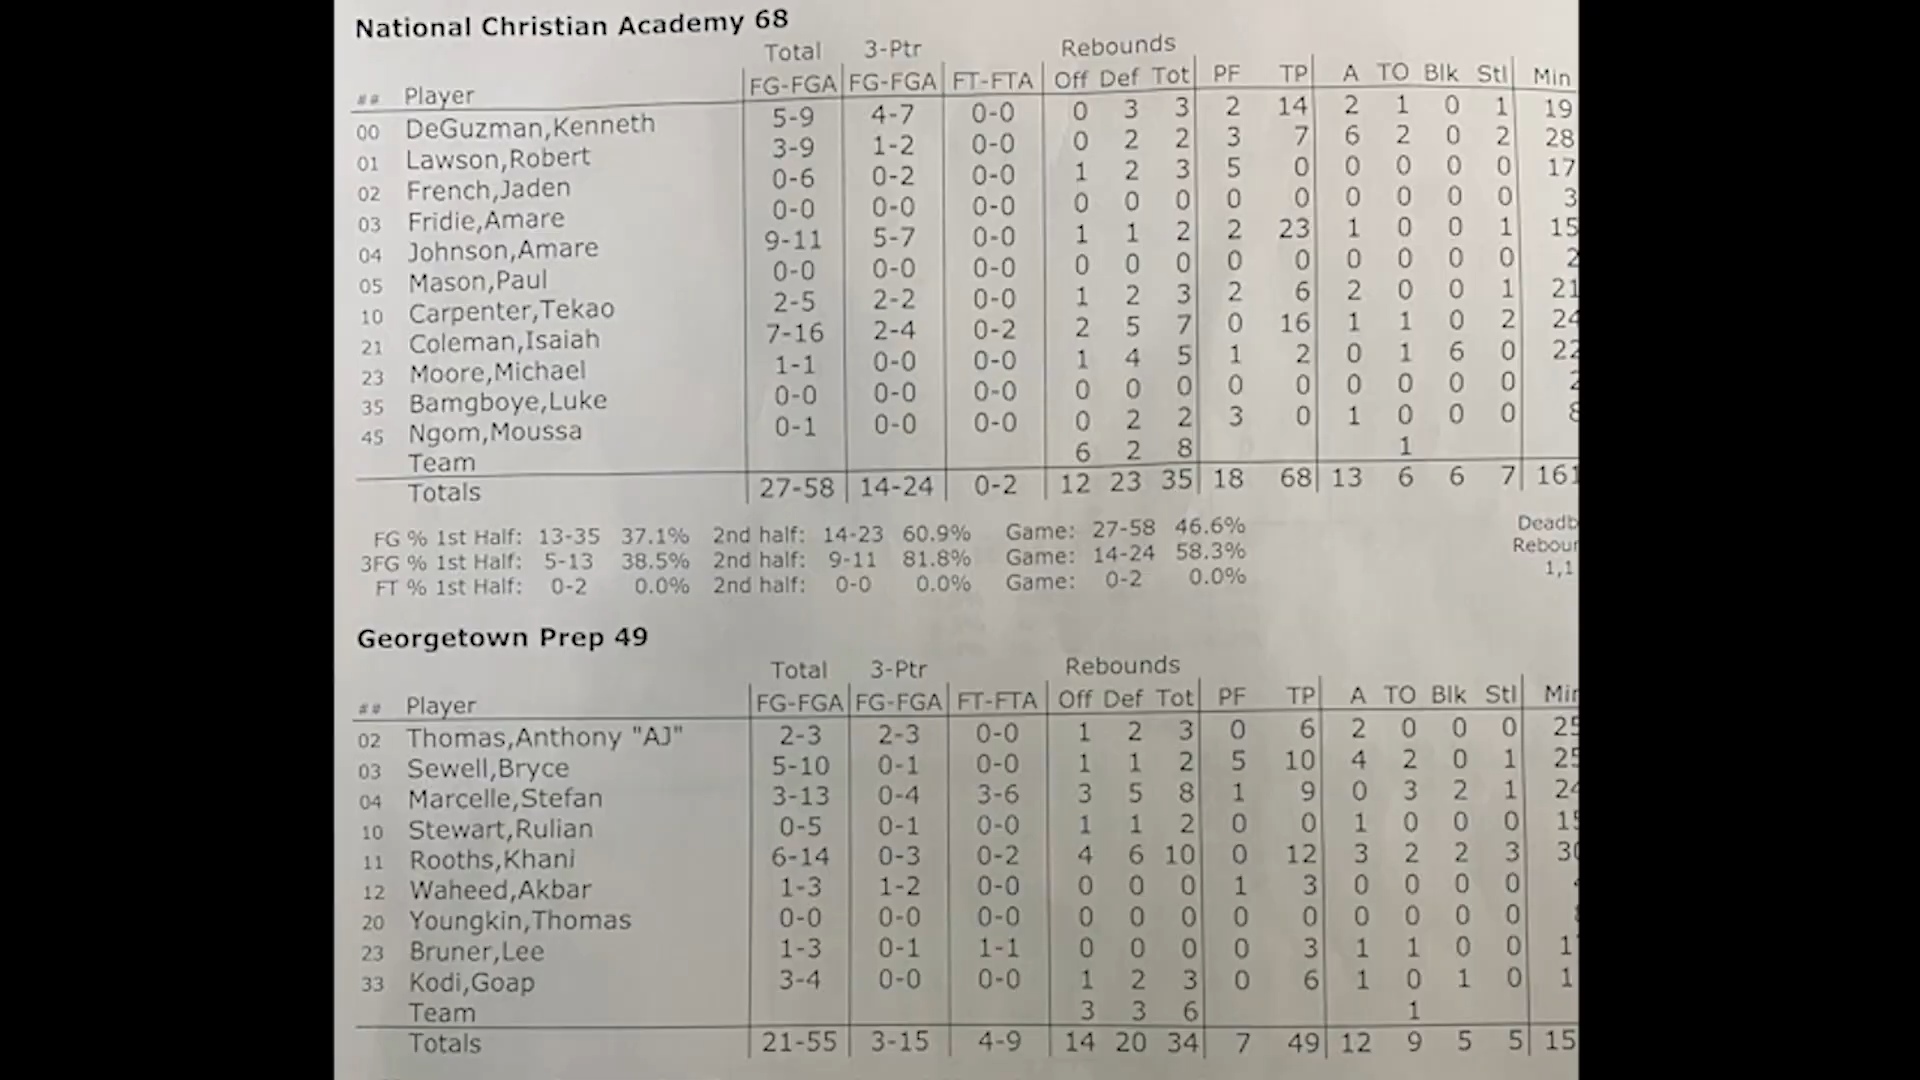 National Christian Academy 68
Total 3-Ptr Rebounds
## Player FG-FGA FG-FGA FT-FTA Off Def Tot PF TP A TO Blk Stl Min
00 DeGuzman,Kenneth 5-9 4-7 0-0 0 3 3 2 14 2 1 0 1 19
01 Lawson,Robert 3-9 1-2 0-0 0 2 2 3 7 6 2 0 2 28
02 French,Jaden 0-6 0-2 0-0 1 2 3 5 0 0 0 0 0 17
03 Fridie,Amare 0-0 0-0 0-0 0 0 0 0 0 0 0 0 0 3
04 Johnson,Amare 9-11 5-7 0-0 1 1 2 2 23 1 0 0 1 15
05 Mason,Paul 0-0 0-0 0-0 0 0 0 0 0 0 0 0 0 2
10 Carpenter,Tekao 2-5 2-2 0-0 1 2 3 2 6 2 0 0 1 21
21 Coleman,Isaiah 7-16 2-4 0-2 2 5 7 0 16 1 1 0 2 24
23 Moore,Michael 1-1 0-0 0-0 1 4 5 1 2 0 1 6 0 22
35 Bamgboye,Luke 0-0 0-0 0-0 0 0 0 0 0 0 0 0 0 2
45 Ngom,Moussa 0-1 0-0 0-0 0 2 2 3 0 1 0 0 0 8
Team 6 2 8 1
Totals 27-58 14-24 0-2 12 23 35 18 68 13 6 6 7 161
FG % 1st Half: 13-35 37.1% 2nd half: 14-23 60.9% Game: 27-58 46.6% Deadb
3FG % 1st Half: 5-13 38.5% 2nd half: 9-11 81.8% Game: 14-24 58.3% Rebour
FT % 1st Half: 0-2 0.0% 2nd half: 0-0 0.0% Game: 0-2 0.0% 1,1
Georgetown Prep 49
Total 3-Ptr Rebounds
## Player FG-FGA FG-FGA FT-FTA Off Def Tot PF TP A TO Blk Stl Min
02 Thomas,Anthony "AJ" 2-3 2-3 0-0 1 2 3 0 6 2 0 0 0 25
03 Sewell,Bryce 5-10 0-1 0-0 1 1 2 5 10 4 2 0 1 25
04 Marcelle,Stefan 3-13 0-4 3-6 3 5 8 1 9 0 3 2 1 24
10 Stewart,Rulian 0-5 0-1 0-0 1 1 2 0 0 1 0 0 0 15
11 Rooths,Khani 6-14 0-3 0-2 4 6 10 0 12 3 2 2 3 30
12 Waheed,Akbar 1-3 1-2 0-0 0 0 0 1 3 0 0 0 0
20 Youngkin,Thomas 0-0 0-0 0-0 0 0 0 0 0 0 0 0 0
23 Bruner,Lee 1-3 0-1 1-1 0 0 0 0 3 1 1 0 0 1
33 Kodi,Goap 3-4 0-0 0-0 1 2 3 0 6 1 0 1 0 1
Team 3 3 6 1
Totals 21-55 3-15 4-9 14 20 34 7 49 12 9 5 5 15